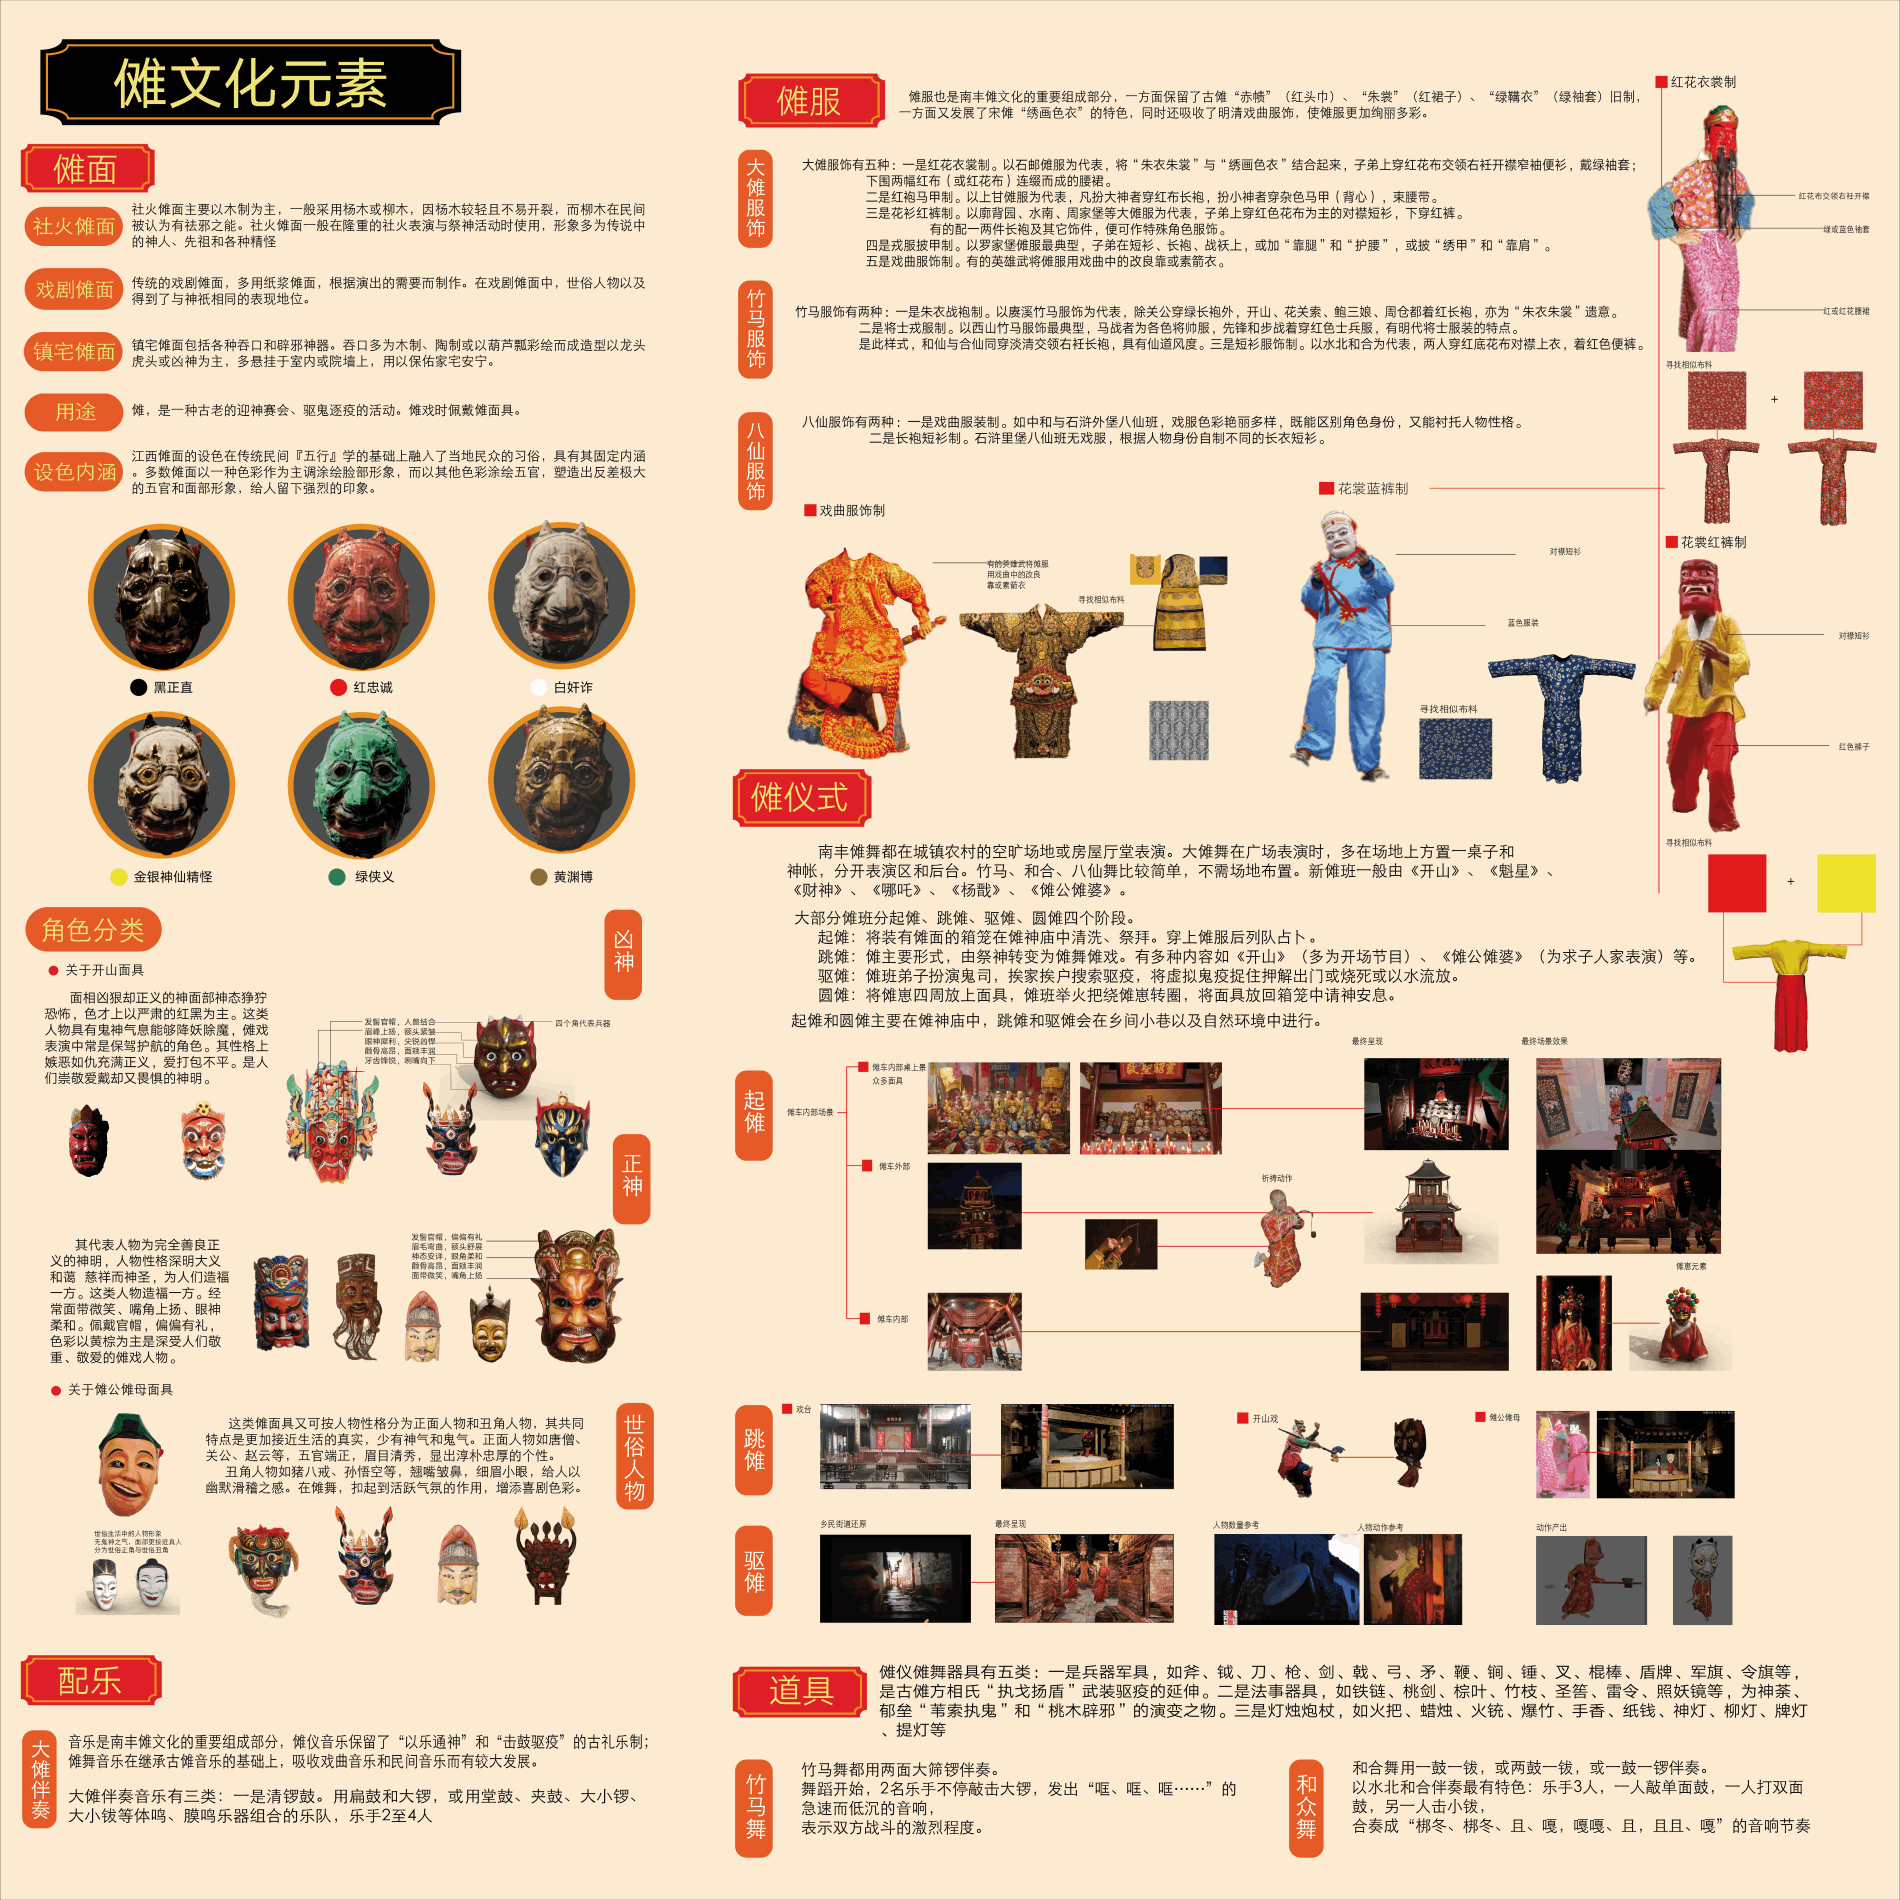 傩文化元素
傩面
社火傩面
社火傩面主要以木制为主，一般采用杨木或柳木，因杨木较轻且不易开裂，而柳木在民间
被认为有祛邪之能。社火傩面一般在隆重的社火表演与祭神活动时使用，形象多为传说中
的神人、先祖和各种精怪
戏剧傩面
传统的戏剧傩面，多用纸浆傩面，根据演出的需要而制作。在戏剧傩面中，世俗人物以及
得到了与神祇相同的表现地位。
镇宅傩面
镇宅傩面包括各种吞口和辟邪神器。吞口多为木制、陶制或以葫芦瓢彩绘而成造型以龙头
虎头或凶神为主，多悬挂于室内或院墙上，用以保佑家宅安宁。
用途
傩，是一种古老的迎神赛会、驱鬼逐疫的活动。傩戏时佩戴傩面具。
设色内涵
江西傩面的设色在传统民间『五行』学的基础上融人了当地民众的习俗，具有其固定内涵
。多数傩面以一种色彩作为主调涂绘脸部形象，而以其他色彩涂绘五官，塑造出反差极大
的五官和面部形象，给人留下强烈的印象。
黑正直
红忠诚
白奸诈
金银神仙精怪
绿侠义
黄渊博
角色分类
凶神
关于开山面具
面相凶狠却正义的神面部神态狰狞
恐怖，色才上以严肃的红黑为主。这类
人物具有鬼神气息能够降妖除魔，傩戏
表演中常是保驾护航的角色。其性格上
嫉恶如仇充满正义，爱打包不平。是人
们崇敬爱戴却又畏惧的神明。
发髻官帽，人兽结合
眉峰上扬，额头紧皱
眼神犀利，尖锐凶悍
颧骨高昂，面颊丰润
牙齿锋锐，咧嘴向下
四个角代表兵器
正神
其代表人物为完全善良正
义的神明，人物性格深明大义
和蔼 慈祥而神圣，为人们造福
一方。这类人物造福一方。经
常面带微笑、嘴角上扬、眼神
柔和。佩戴官帽，偏偏有礼，
色彩以黄棕为主是深受人们敬
重、敬爱的傩戏人物。
发髻官帽，偏偏有礼
眉毛弯曲，额头舒展
神态安详，眼角柔和
颧骨高昂，面颊丰润
面带微笑，嘴角上扬
关于傩公傩母面具
世俗人物
这类傩面具又可按人物性格分为正面人物和丑角人物，其共同
特点是更加接近生活的真实，少有神气和鬼气。正面人物如唐僧、
关公、赵云等，五官端正，眉目清秀，显出淳朴忠厚的个性。
丑角人物如猪八戒、孙悟空等，翘嘴皱鼻，细眉小眼，给人以
幽默滑稽之感。在傩舞，扣起到活跃气氛的作用，增添喜剧色彩。
世俗生活中的人物形象
无鬼神之气，面部更接近真人
分为世俗正角与世俗丑角
配乐
大傩伴奏
音乐是南丰傩文化的重要组成部分，傩仪音乐保留了“以乐通神”和“击鼓驱疫”的古礼乐制；
傩舞音乐在继承古傩音乐的基础上，吸收戏曲音乐和民间音乐而有较大发展。
大傩伴奏音乐有三类：一是清锣鼓。用扁鼓和大锣，或用堂鼓、夹鼓、大小锣、
大小钹等体鸣、膜鸣乐器组合的乐队，乐手2至4人
傩服
傩服也是南丰傩文化的重要组成部分，一方面保留了古傩“赤帻”（红头巾）、“朱裳”（红裙子）、“绿鞲衣”（绿袖套）旧制，
一方面又发展了宋傩“绣画色衣”的特色，同时还吸收了明清戏曲服饰，使傩服更加绚丽多彩。
大傩服饰
大傩服饰有五种：一是红花衣裳制。以石邮傩服为代表，将“朱衣朱裳”与“绣画色衣”结合起来，子弟上穿红花布交领右衽开襟窄袖便衫，戴绿袖套；
下围两幅红布（或红花布）连缀而成的腰裙。
二是红袍马甲制。以上甘傩服为代表，凡扮大神者穿红布长袍，扮小神者穿杂色马甲（背心），束腰带。
三是花衫红裤制。以廓背园、水南、周家堡等大傩服为代表，子弟上穿红色花布为主的对襟短衫，下穿红裤。
有的配一两件长袍及其它饰件，便可作特殊角色服饰。
四是戎服披甲制。以罗家堡傩服最典型，子弟在短衫、长袍、战袄上，或加“靠腿”和“护腰”，或披“绣甲”和“靠肩”。
五是戏曲服饰制。有的英雄武将傩服用戏曲中的改良靠或素箭衣。
竹马服饰
竹马服饰有两种：一是朱衣战袍制。以赓溪竹马服饰为代表，除关公穿绿长袍外，开山、花关索、鲍三娘、周仓都着红长袍，亦为“朱衣朱裳”遗意。
二是将士戎服制。以西山竹马服饰最典型，马战者为各色将帅服，先锋和步战着穿红色士兵服，有明代将士服装的特点。
是此样式，和仙与合仙同穿淡清交领右衽长袍，具有仙道风度。三是短衫服饰制。以水北和合为代表，两人穿红底花布对襟上衣，着红色便裤。
八仙服饰
八仙服饰有两种：一是戏曲服装制。如中和与石浒外堡八仙班，戏服色彩艳丽多样，既能区别角色身份，又能衬托人物性格。
二是长袍短衫制。石浒里堡八仙班无戏服，根据人物身份自制不同的长衣短衫。
戏曲服饰制
有的英雄武将傩服
用戏曲中的改良
靠或素箭衣
寻找相似布料
花裳蓝裤制
对襟短衫
蓝色服装
寻找相似布料
红花衣裳制
红花布交领右衽开襟
绿或蓝色袖套
红或红花腰裙
寻找相似布料
+
花裳红裤制
对襟短衫
红色裤子
寻找相似布料
+
傩仪式
南丰傩舞都在城镇农村的空旷场地或房屋厅堂表演。大傩舞在广场表演时，多在场地上方置一桌子和
神帐，分开表演区和后台。竹马、和合、八仙舞比较简单，不需场地布置。新傩班一般由《开山》、《魁星》、
《财神》、《哪吒》、《杨戬》、《傩公傩婆》。
大部分傩班分起傩、跳傩、驱傩、圆傩四个阶段。
起傩：将装有傩面的箱笼在傩神庙中清洗、祭拜。穿上傩服后列队占卜。
跳傩：傩主要形式，由祭神转变为傩舞傩戏。有多种内容如《开山》（多为开场节目）、《傩公傩婆》（为求子人家表演）等。
驱傩：傩班弟子扮演鬼司，挨家挨户搜索驱疫，将虚拟鬼疫捉住押解出门或烧死或以水流放。
圆傩：将傩崽四周放上面具，傩班举火把绕傩崽转圈，将面具放回箱笼中请神安息。
起傩和圆傩主要在傩神庙中，跳傩和驱傩会在乡间小巷以及自然环境中进行。
起傩
傩车内部场景
傩车内部桌上景
众多面具
最终呈现
最终场景效果
傩车外部
祈祷动作
傩崽元素
傩车内部
跳傩
戏台
开山戏
傩公傩母
驱傩
乡民街道还原
最终呈现
人物数量参考
人物动作参考
动作产出
道具
傩仪傩舞器具有五类：一是兵器军具，如斧、钺、刀、枪、剑、戟、弓、矛、鞭、锏、锤、叉、棍棒、盾牌、军旗、令旗等，
是古傩方相氏“执戈扬盾”武装驱疫的延伸。二是法事器具，如铁链、桃剑、棕叶、竹枝、圣筶、雷令、照妖镜等，为神荼、
郁垒“苇索执鬼”和“桃木辟邪”的演变之物。三是灯烛炮杖，如火把、蜡烛、火铳、爆竹、手香、纸钱、神灯、柳灯、牌灯
、提灯等
竹马舞
竹马舞都用两面大筛锣伴奏。
舞蹈开始，2名乐手不停敲击大锣，发出“哐、哐、哐……”的
急速而低沉的音响，
表示双方战斗的激烈程度。
和众舞
和合舞用一鼓一钹，或两鼓一钹，或一鼓一锣伴奏。
以水北和合伴奏最有特色：乐手3人，一人敲单面鼓，一人打双面
鼓，另一人击小钹，
合奏成“梆冬、梆冬、且、嘎，嘎嘎、且，且且、嘎”的音响节奏